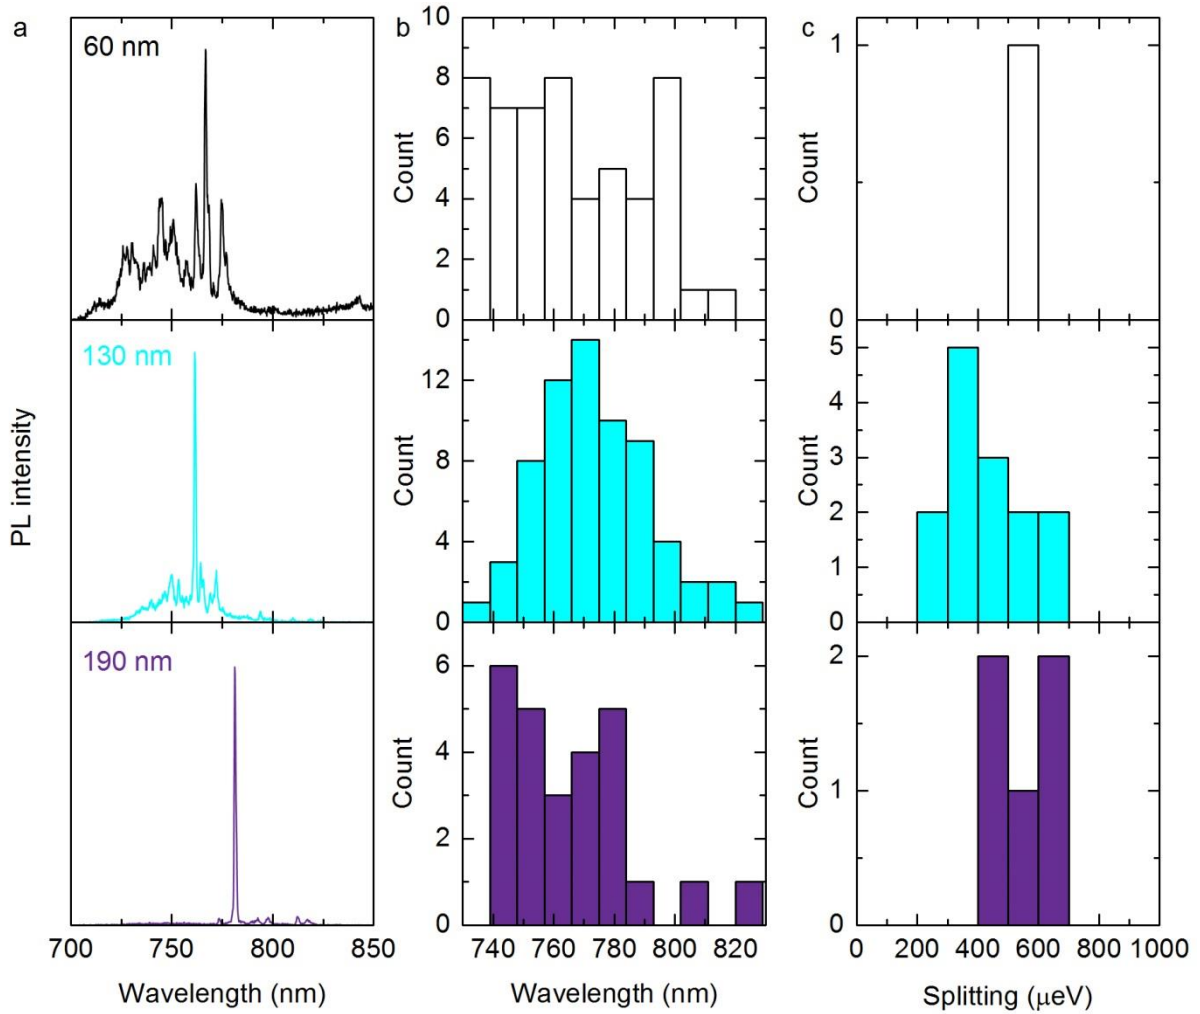 a
60 nm
130 nm
190 nm
PL intensity
700 750 800 850
Wavelength (nm)
b
10
8
6
4
2
0
Count
12
8
4
0
Count
6
4
2
0
Count
740 760 780 800 820
Wavelength (nm)
c
1
0
Count
5
4
3
2
1
0
Count
2
1
0
Count
0 200 400 600 800 1000
Splitting (μeV)